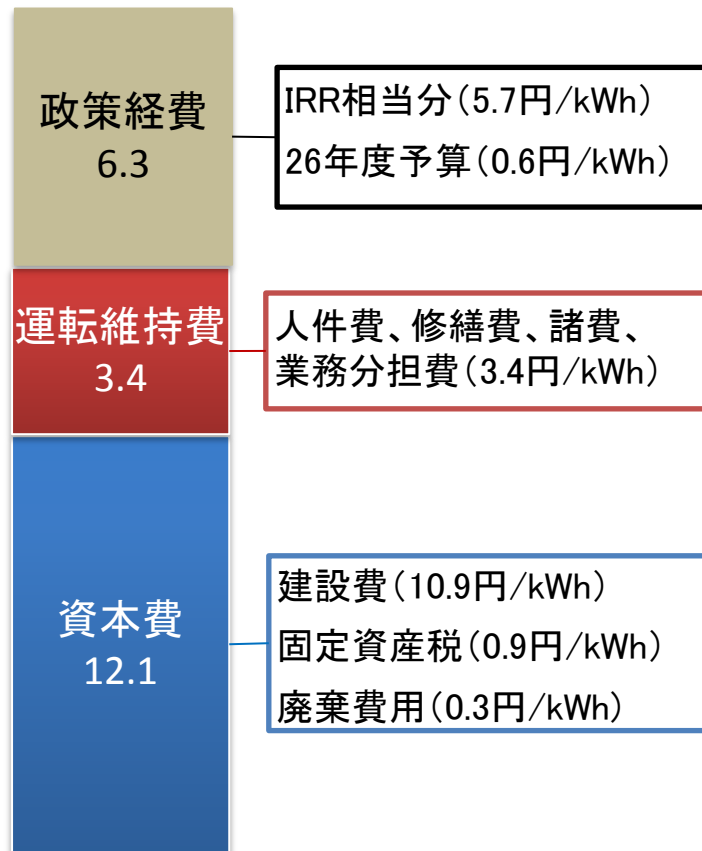 政策経費
6.3
IRR相当分（5.7円/kWh）
26年度予算（0.6円/kWh）
運転維持費
3.4
人件費、修繕費、諸費、
業務分担費（3.4円/kWh）
資本費
12.1
建設費（10.9円/kWh）
固定資産税（0.9円/kWh）
廃棄費用（0.3円/kWh）